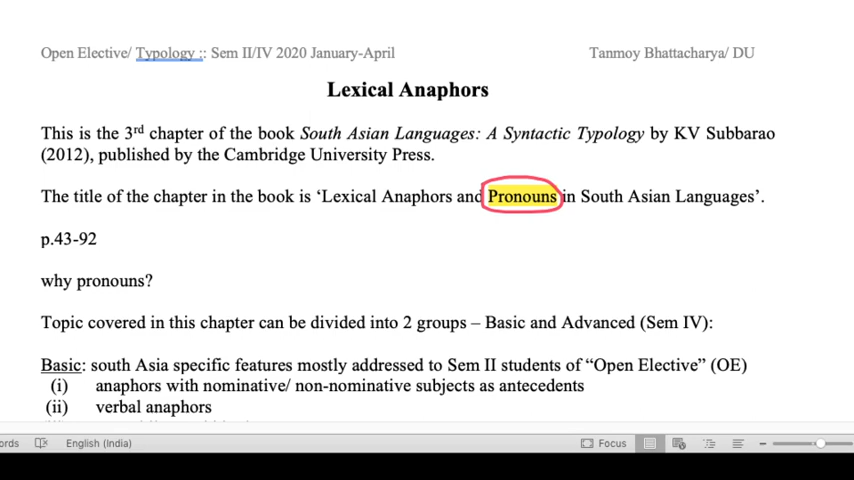 Open Elective/ Typology :: Sem II/IV 2020 January-April Tanmoy Bhattacharya/ DU
Lexical Anaphors
This is the 3rd chapter of the book South Asian Languages: A Syntactic Typology by KV Subbarao
(2012), published by the Cambridge University Press.
The title of the chapter in the book is ‘Lexical Anaphors and Pronouns in South Asian Languages’.
p.43-92
why pronouns?
Topic covered in this chapter can be divided into 2 groups – Basic and Advanced (Sem IV):
Basic: south Asia specific features mostly addressed to Sem II students of “Open Elective” (OE)
(i) anaphors with nominative/ non-nominative subjects as antecedents
(ii) verbal anaphors
ords English (India) Focus